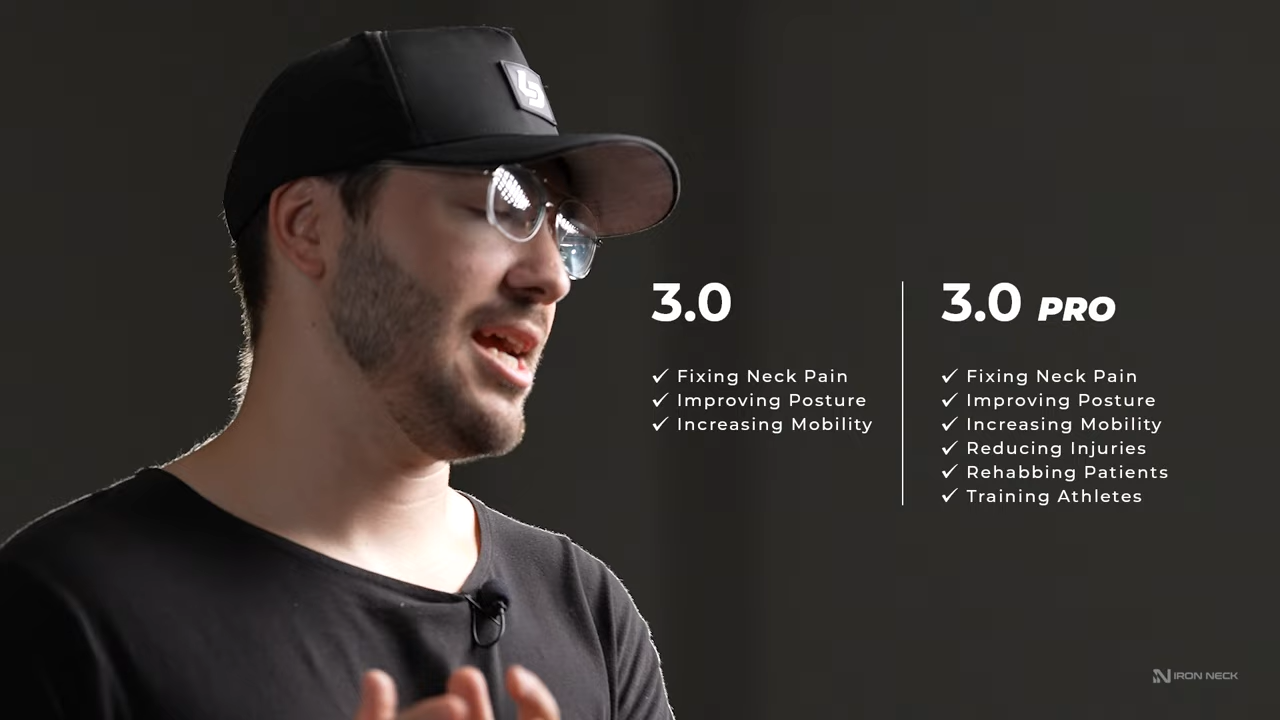 3.0
✓ Fixing Neck Pain
✓ Improving Posture
✓ Increasing Mobility
3.0 PRO
✓ Fixing Neck Pain
✓ Improving Posture
✓ Increasing Mobility
✓ Reducing Injuries
✓ Rehabbing Patients
✓ Training Athletes
IRON NECK